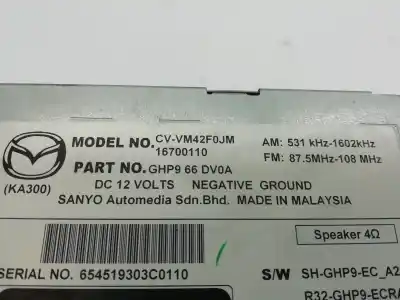 MODEL NO. CV-VM42F0JM AM: 531 kHz-1602kHz
16700110
FM: 87.5MHz-108 MHz
PART NO. GHP9 66 DV0A
(KA300)
DC 12 VOLTS NEGATIVE GROUND
SANYO Automedia Sdn.Bhd. MADE IN MALAYSIA
Speaker 4Ω
SERIAL NO. 654519303C0110 S/W SH-GHP9-EC_A2
R32-GHP9-ECRA